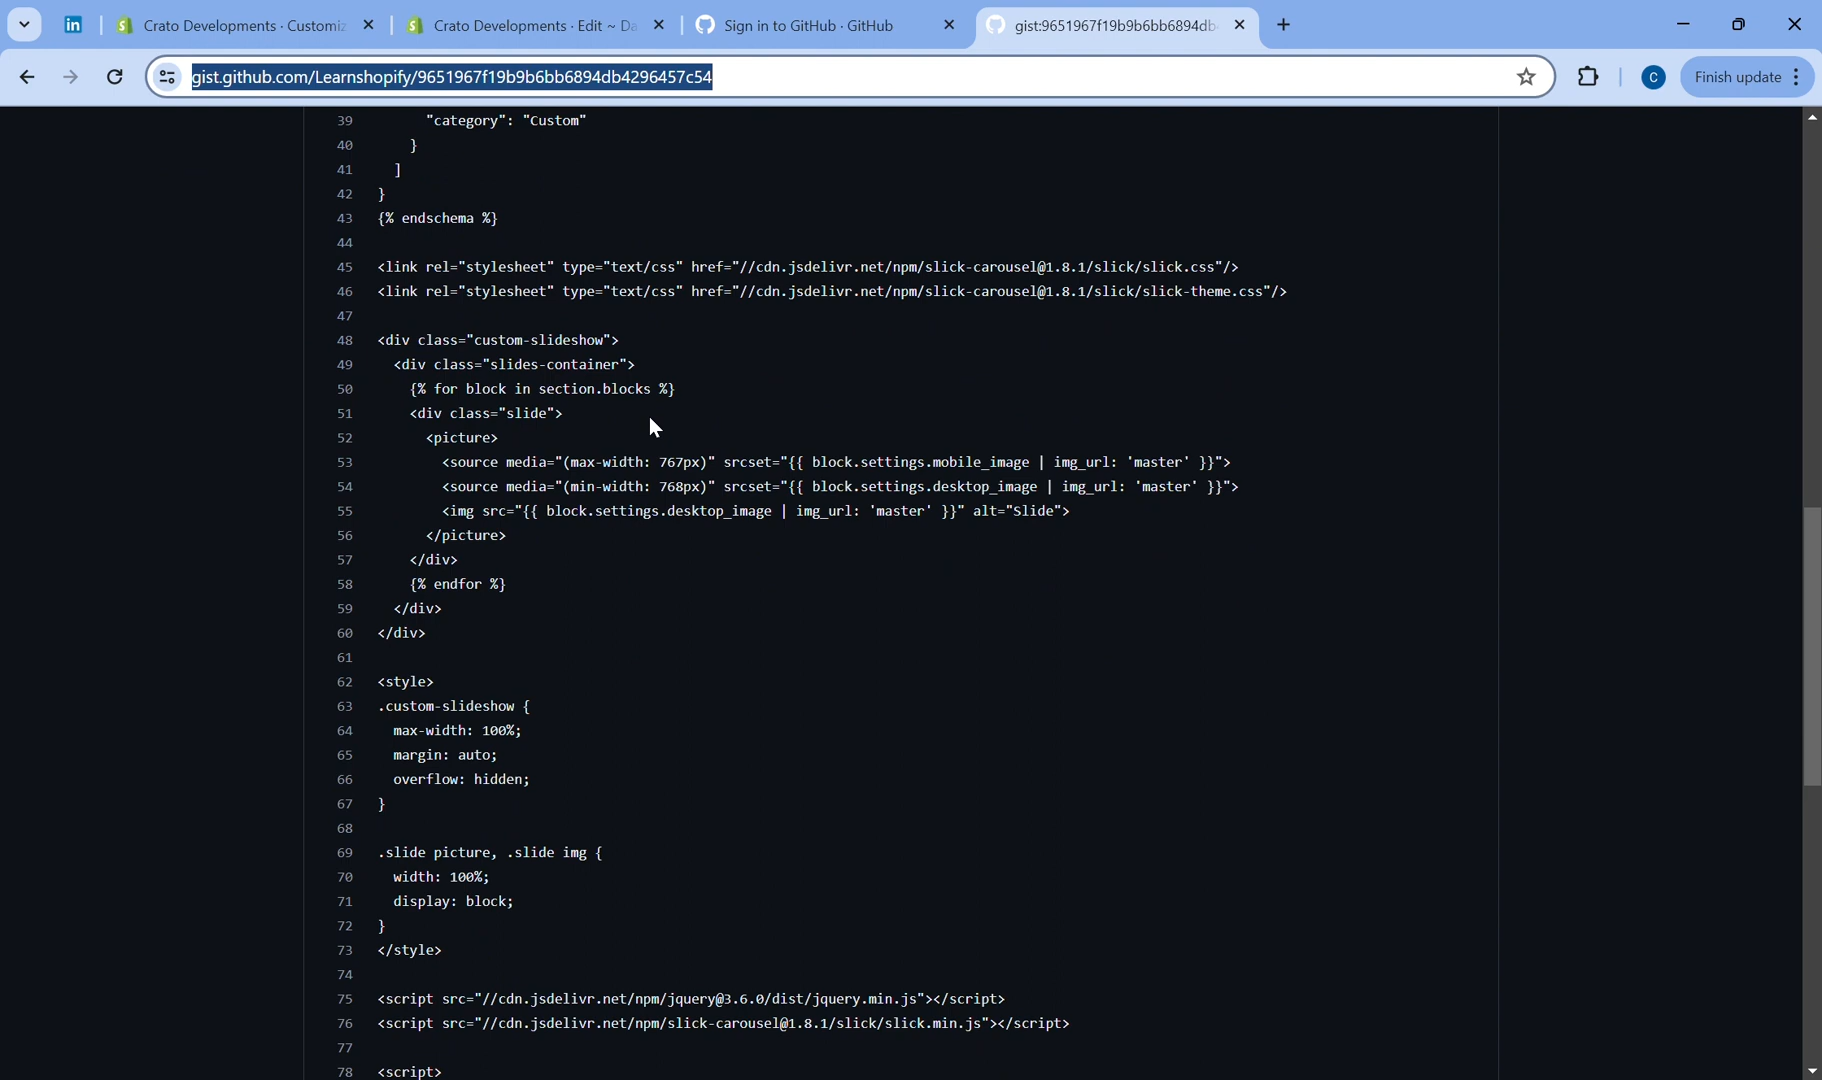 Crato Developments · Customiz
Crato Developments · Edit ~ Da
Sign in to GitHub · GitHub
gist:9651967f19b9b6bb6894db
gist.github.com/Learnshopify/9651967f19b9b6bb6894db4296457c54
C
Finish update
39 "category": "Custom"
40 }
41 ]
42 }
43 {% endschema %}
44
45 <link rel="stylesheet" type="text/css" href="//cdn.jsdelivr.net/npm/slick-carousel@1.8.1/slick/slick.css"/>
46 <link rel="stylesheet" type="text/css" href="//cdn.jsdelivr.net/npm/slick-carousel@1.8.1/slick/slick-theme.css"/>
47
48 <div class="custom-slideshow">
49 <div class="slides-container">
50 {% for block in section.blocks %}
51 <div class="slide">
52 <picture>
53 <source media="(max-width: 767px)" srcset="{{ block.settings.mobile_image | img_url: 'master' }}">
54 <source media="(min-width: 768px)" srcset="{{ block.settings.desktop_image | img_url: 'master' }}">
55 <img src="{{ block.settings.desktop_image | img_url: 'master' }}" alt="Slide">
56 </picture>
57 </div>
58 {% endfor %}
59 </div>
60 </div>
61
62 <style>
63 .custom-slideshow {
64 max-width: 100%;
65 margin: auto;
66 overflow: hidden;
67 }
68
69 .slide picture, .slide img {
70 width: 100%;
71 display: block;
72 }
73 </style>
74
75 <script src="//cdn.jsdelivr.net/npm/jquery@3.6.0/dist/jquery.min.js"></script>
76 <script src="//cdn.jsdelivr.net/npm/slick-carousel@1.8.1/slick/slick.min.js"></script>
77
78 <script>